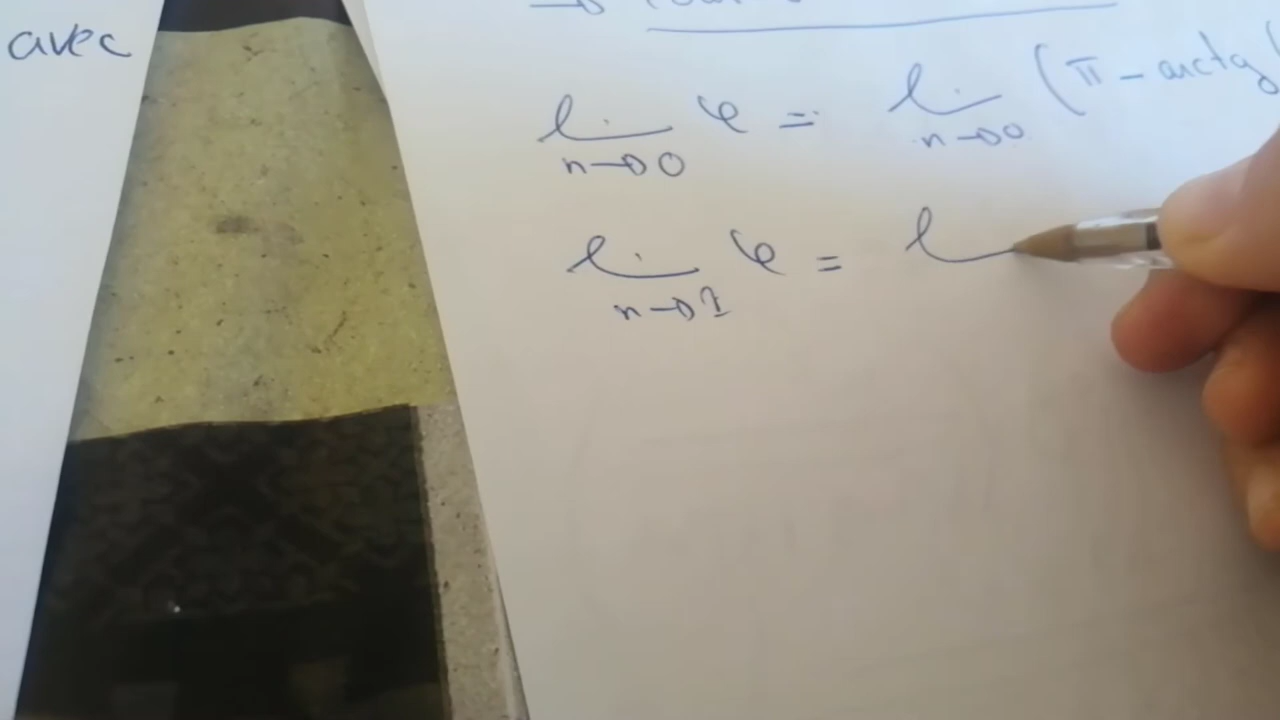 avec
lim φ = lim (π - arctg(
n→0 n→0
lim φ = l
n→1